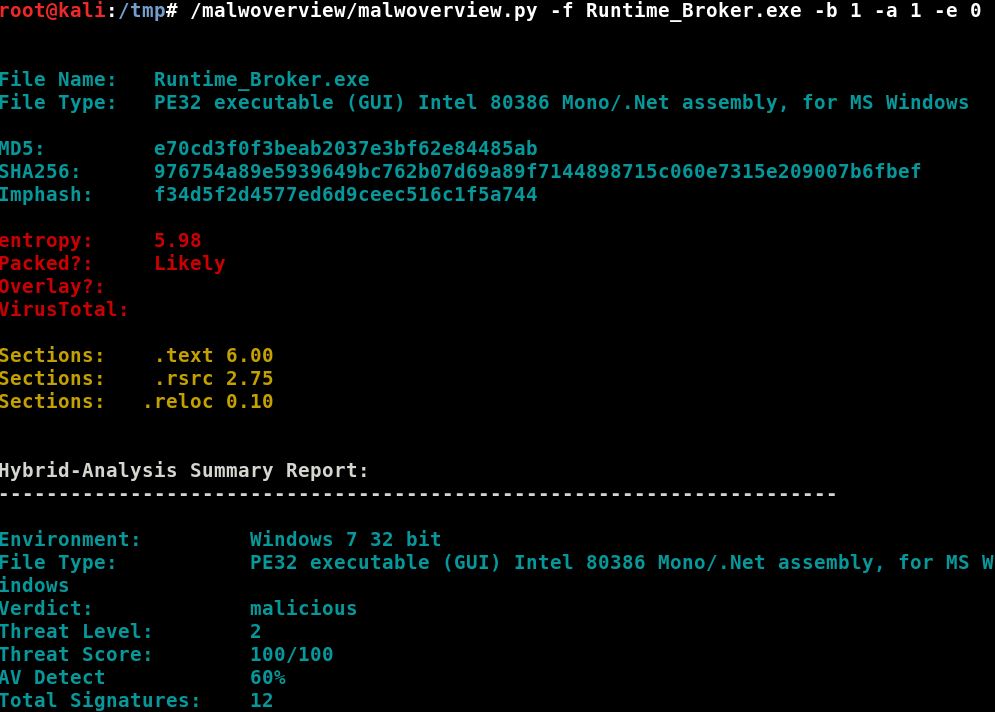 root@kali:/tmp# /malwoverview/malwoverview.py -f Runtime_Broker.exe -b 1 -a 1 -e 0
File Name:   Runtime_Broker.exe
File Type:   PE32 executable (GUI) Intel 80386 Mono/.Net assembly, for MS Windows
MD5:         e70cd3f0f3beab2037e3bf62e84485ab
SHA256:      976754a89e5939649bc762b07d69a89f7144898715c060e7315e209007b6fbef
Imphash:     f34d5f2d4577ed6d9ceec516c1f5a744
entropy:     5.98
Packed?:     Likely
Overlay?:
VirusTotal:
Sections:    .text 6.00
Sections:    .rsrc 2.75
Sections:   .reloc 0.10
Hybrid-Analysis Summary Report:
----------------------------------------------------------------------
Environment:         Windows 7 32 bit
File Type:           PE32 executable (GUI) Intel 80386 Mono/.Net assembly, for MS W
indows
Verdict:             malicious
Threat Level:        2
Threat Score:        100/100
AV Detect            60%
Total Signatures:    12